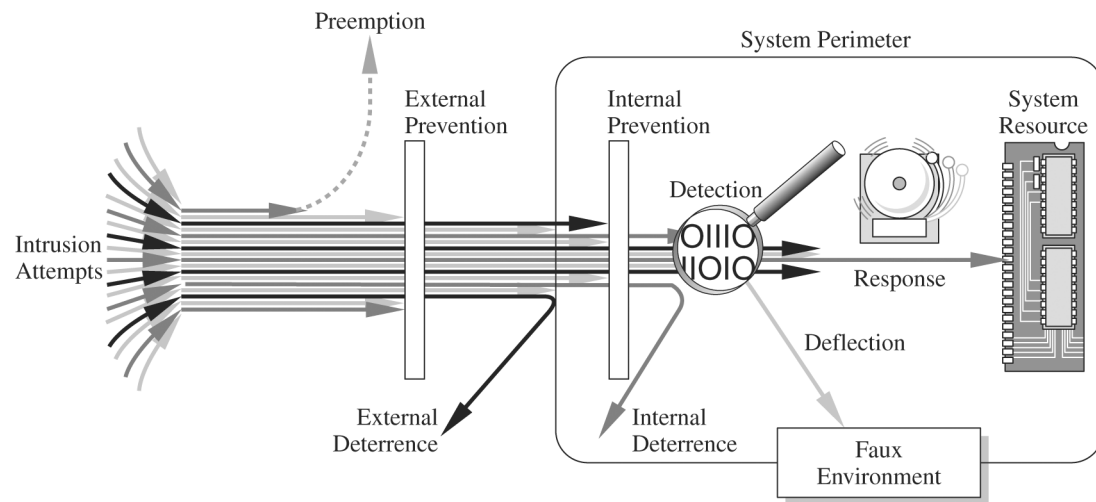 Preemption
System Perimeter
External
Prevention
Internal
Prevention
System
Resource
Detection
Intrusion
Attempts
OIIIIO
IIOIO
Response
Deflection
External
Deterrence
Internal
Deterrence
Faux
Environment